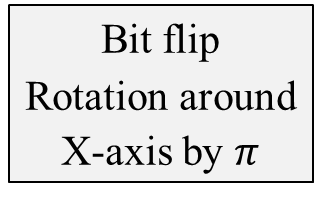 Bit flip
Rotation around
X-axis by π